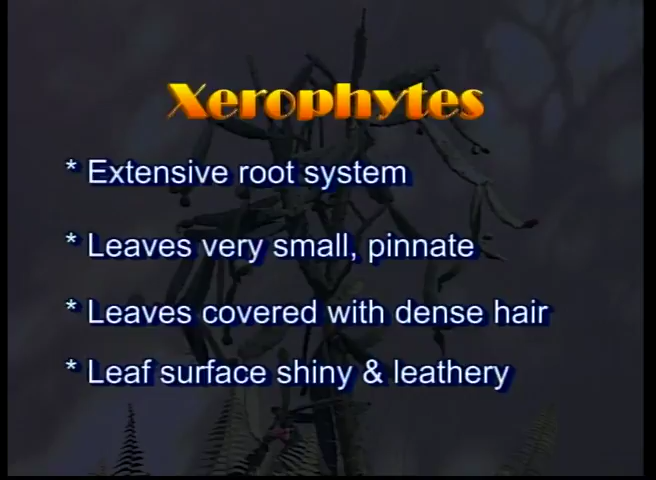 Xerophytes
* Extensive root system
* Leaves very small, pinnate
* Leaves covered with dense hair
* Leaf surface shiny & leathery